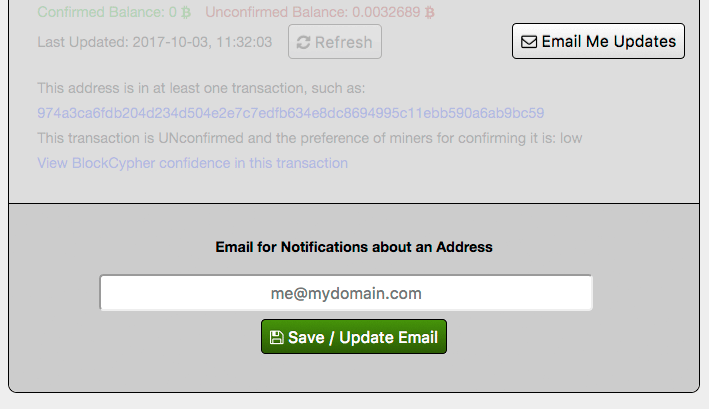 Confirmed Balance: 0 ₿ Unconfirmed Balance: 0.0032689 ₿
Last Updated: 2017-10-03, 11:32:03 Refresh Email Me Updates
This address is in at least one transaction, such as:
974a3ca6fdb204d234d504e2e7c7edfb634e8dc8694995c11ebb590a6ab9bc59
This transaction is UNconfirmed and the preference of miners for confirming it is: low
View BlockCypher confidence in this transaction
Email for Notifications about an Address
me@mydomain.com
Save / Update Email